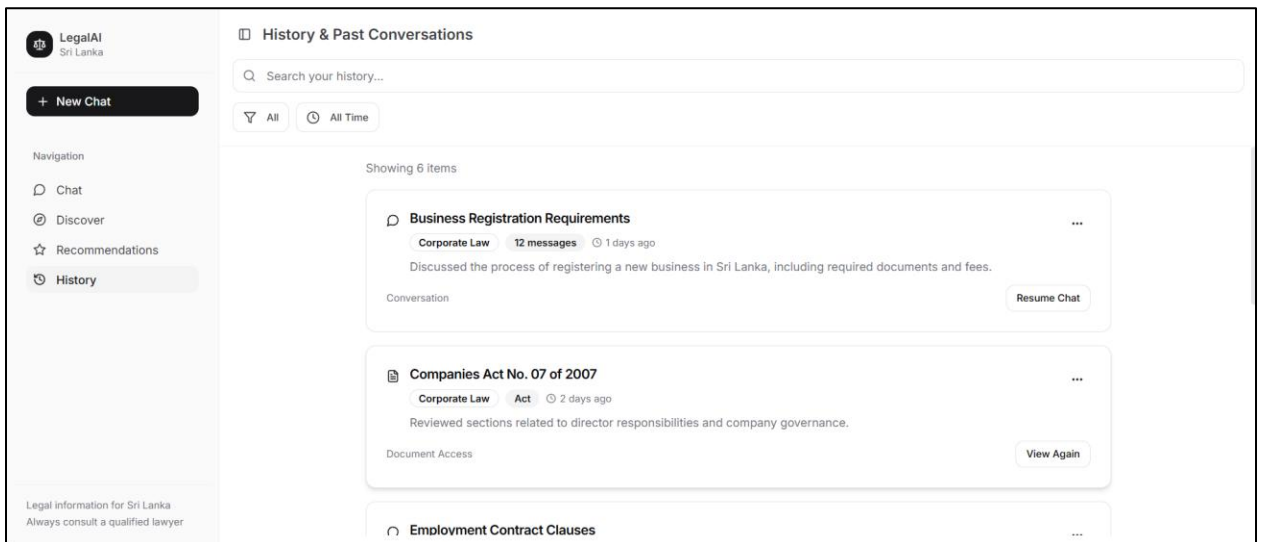 LegalAI
Sri Lanka
+ New Chat
Navigation
Chat
Discover
Recommendations
History
Legal information for Sri Lanka
Always consult a qualified lawyer
History & Past Conversations
Search your history...
All
All Time
Showing 6 items
Business Registration Requirements
...
Corporate Law 12 messages 1 days ago
Discussed the process of registering a new business in Sri Lanka, including required documents and fees.
Conversation
Resume Chat
Companies Act No. 07 of 2007
...
Corporate Law Act 2 days ago
Reviewed sections related to director responsibilities and company governance.
Document Access
View Again
Employment Contract Clauses
...